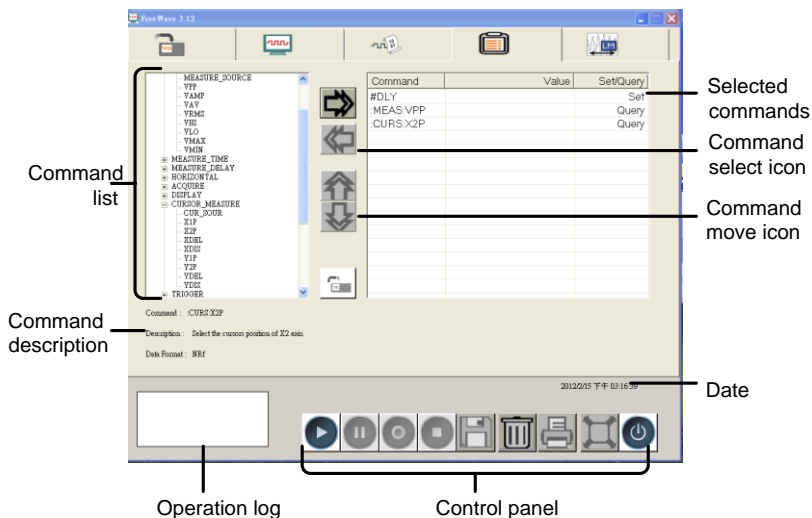 Free Wave 3.12
LM
MEASURE_SOURCE
VPP
VAMP
VAV
VRMS
VHI
VLO
VMAX
VMIN
MEASURE_TIME
MEASURE_DELAY
HORIZONTAL
ACQUIRE
DISPLAY
CURSOR_MEASURE
CUR_SOUR
X1P
X2P
XDEL
XDIS
Y1P
Y2P
YDEL
YDIS
TRIGGER
Command Value Set/Query
#DLY Set
:MEAS:VPP Query
:CURS:X2P Query
Selected commands
Command select icon
Command move icon
Command list
Command : :CURS:X2P
Description : Select the cursors position of X2 axis.
Data Format : NRf
Command description
2012/2/15 下午 03:16:39
Date
Operation log
Control panel